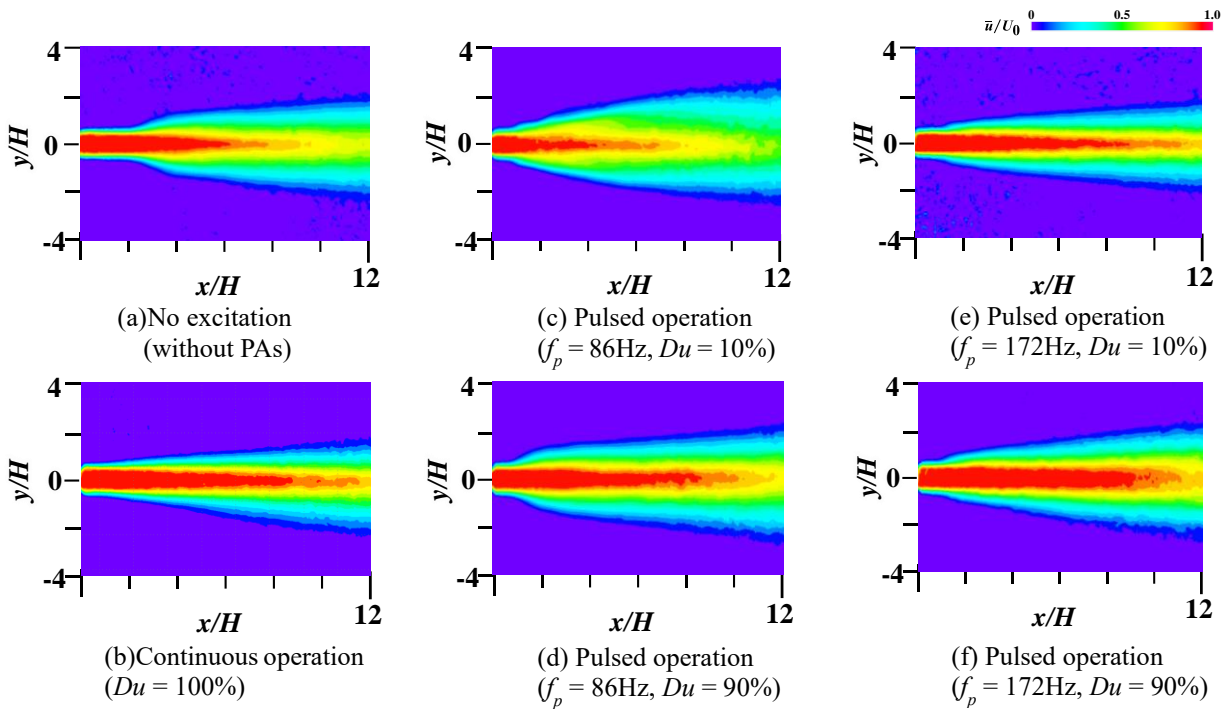 ū/U0 0 0.5 1.0
4
y/H
0
-4
x/H
12
(a)No excitation
(without PAs)
4
y/H
0
-4
x/H
12
(c) Pulsed operation
(fp = 86Hz, Du = 10%)
4
y/H
0
-4
x/H
12
(e) Pulsed operation
(fp = 172Hz, Du = 10%)
4
y/H
0
-4
x/H
12
(b)Continuous operation
(Du = 100%)
4
y/H
0
-4
x/H
12
(d) Pulsed operation
(fp = 86Hz, Du = 90%)
4
y/H
0
-4
x/H
12
(f) Pulsed operation
(fp = 172Hz, Du = 90%)